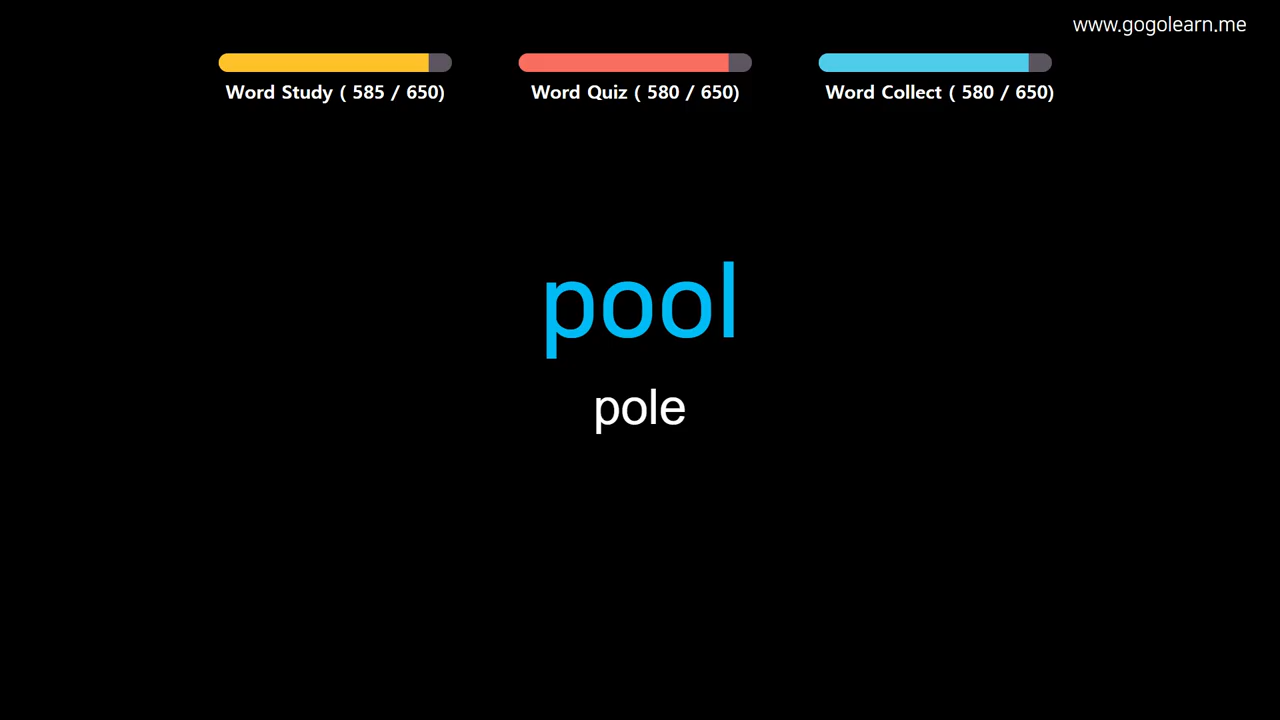 www.gogolearn.me
Word Study ( 585 / 650)
Word Quiz ( 580 / 650)
Word Collect ( 580 / 650)
pool
pole